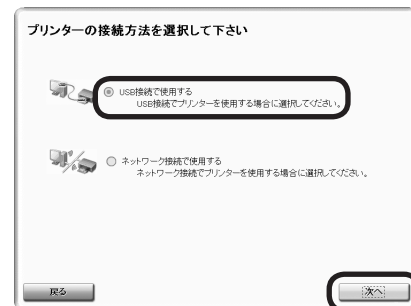 プリンターの接続方法を選択して下さい
USB接続で使用する
USB接続でプリンターを使用する場合に選択してください。
ネットワーク接続で使用する
ネットワーク接続でプリンターを使用する場合に選択してください。
戻る
次へ